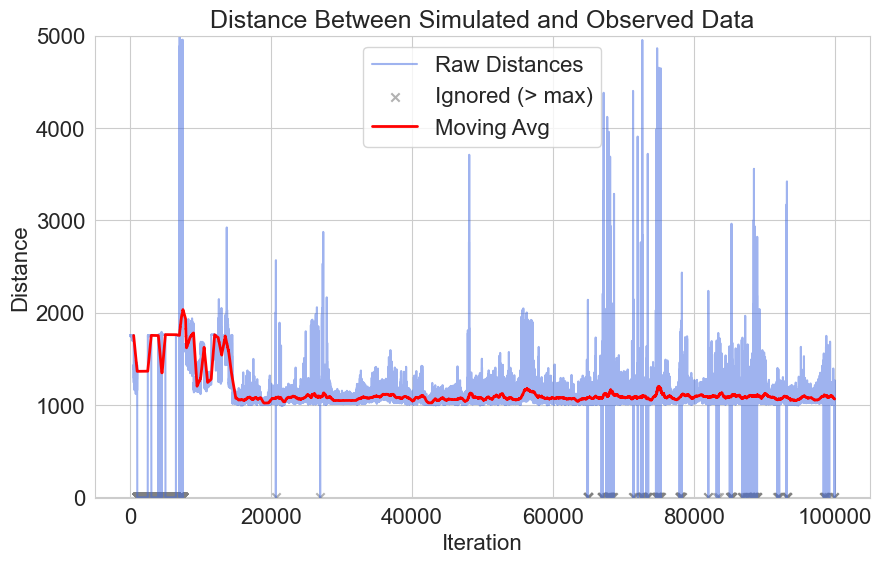 Distance Between Simulated and Observed Data
5000
4000
3000
2000
1000
0
Distance
Raw Distances
Ignored (> max)
Moving Avg
0
20000
40000
60000
80000
100000
Iteration